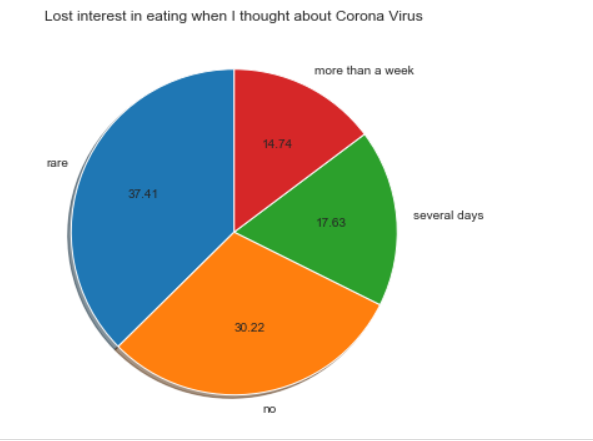 Lost interest in eating when I thought about Corona Virus
more than a week
14.74
rare
37.41
several days
17.63
30.22
no